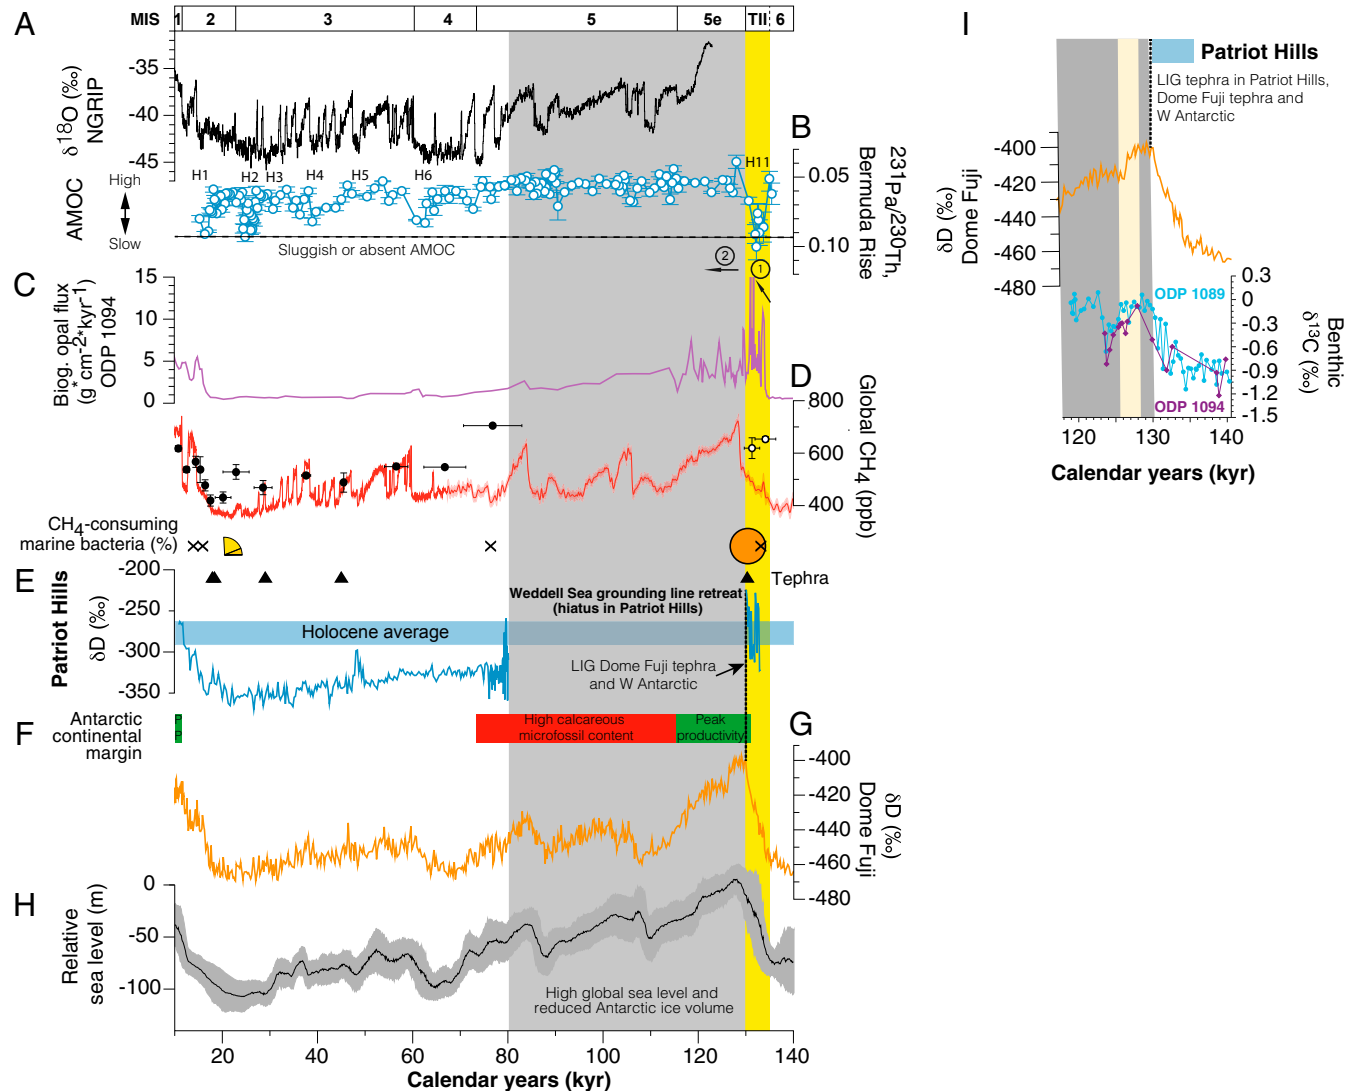 A
MIS
1
2
3
4
5
5e
TII
6
δ18O (‰)
NGRIP
-35
-40
-45
B
231Pa/230Th,
Bermuda Rise
0.05
0.10
AMOC
High
Slow
H1
H2
H3
H4
H5
H6
H11
Sluggish or absent AMOC
2
1
C
Biog. opal flux
(g*cm-2*kyr-1)
ODP 1094
15
10
5
0
D
Global CH4 (ppb)
800
600
400
CH4-consuming
marine bacteria (%)
E
Patriot Hills
δD (‰)
-200
-250
-300
-350
Tephra
Weddell Sea grounding line retreat
(hiatus in Patriot Hills)
Holocene average
LIG Dome Fuji tephra
and W Antarctic
F
Antarctic
continental
margin
P
P
High calcareous
microfossil content
Peak
productivity
G
δD (‰)
Dome Fuji
-400
-420
-440
-460
-480
H
Relative
sea level (m)
0
-50
-100
High global sea level and
reduced Antarctic ice volume
20
40
60
80
100
120
140
Calendar years (kyr)
I
Patriot Hills
LIG tephra in Patriot Hills,
Dome Fuji tephra and
W Antarctic
δD (‰)
Dome Fuji
-400
-420
-440
-460
-480
ODP 1089
ODP 1094
0.3
0
-0.3
-0.6
-0.9
-1.2
-1.5
Benthic
δ13C (‰)
120
130
140
Calendar years (kyr)